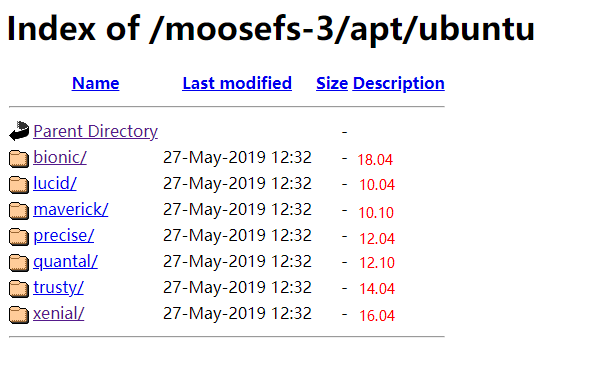 Index of /moosefs-3/apt/ubuntu
Name Last modified Size Description
Parent Directory -
bionic/ 27-May-2019 12:32 - 18.04
lucid/ 27-May-2019 12:32 - 10.04
maverick/ 27-May-2019 12:32 - 10.10
precise/ 27-May-2019 12:32 - 12.04
quantal/ 27-May-2019 12:32 - 12.10
trusty/ 27-May-2019 12:32 - 14.04
xenial/ 27-May-2019 12:32 - 16.04